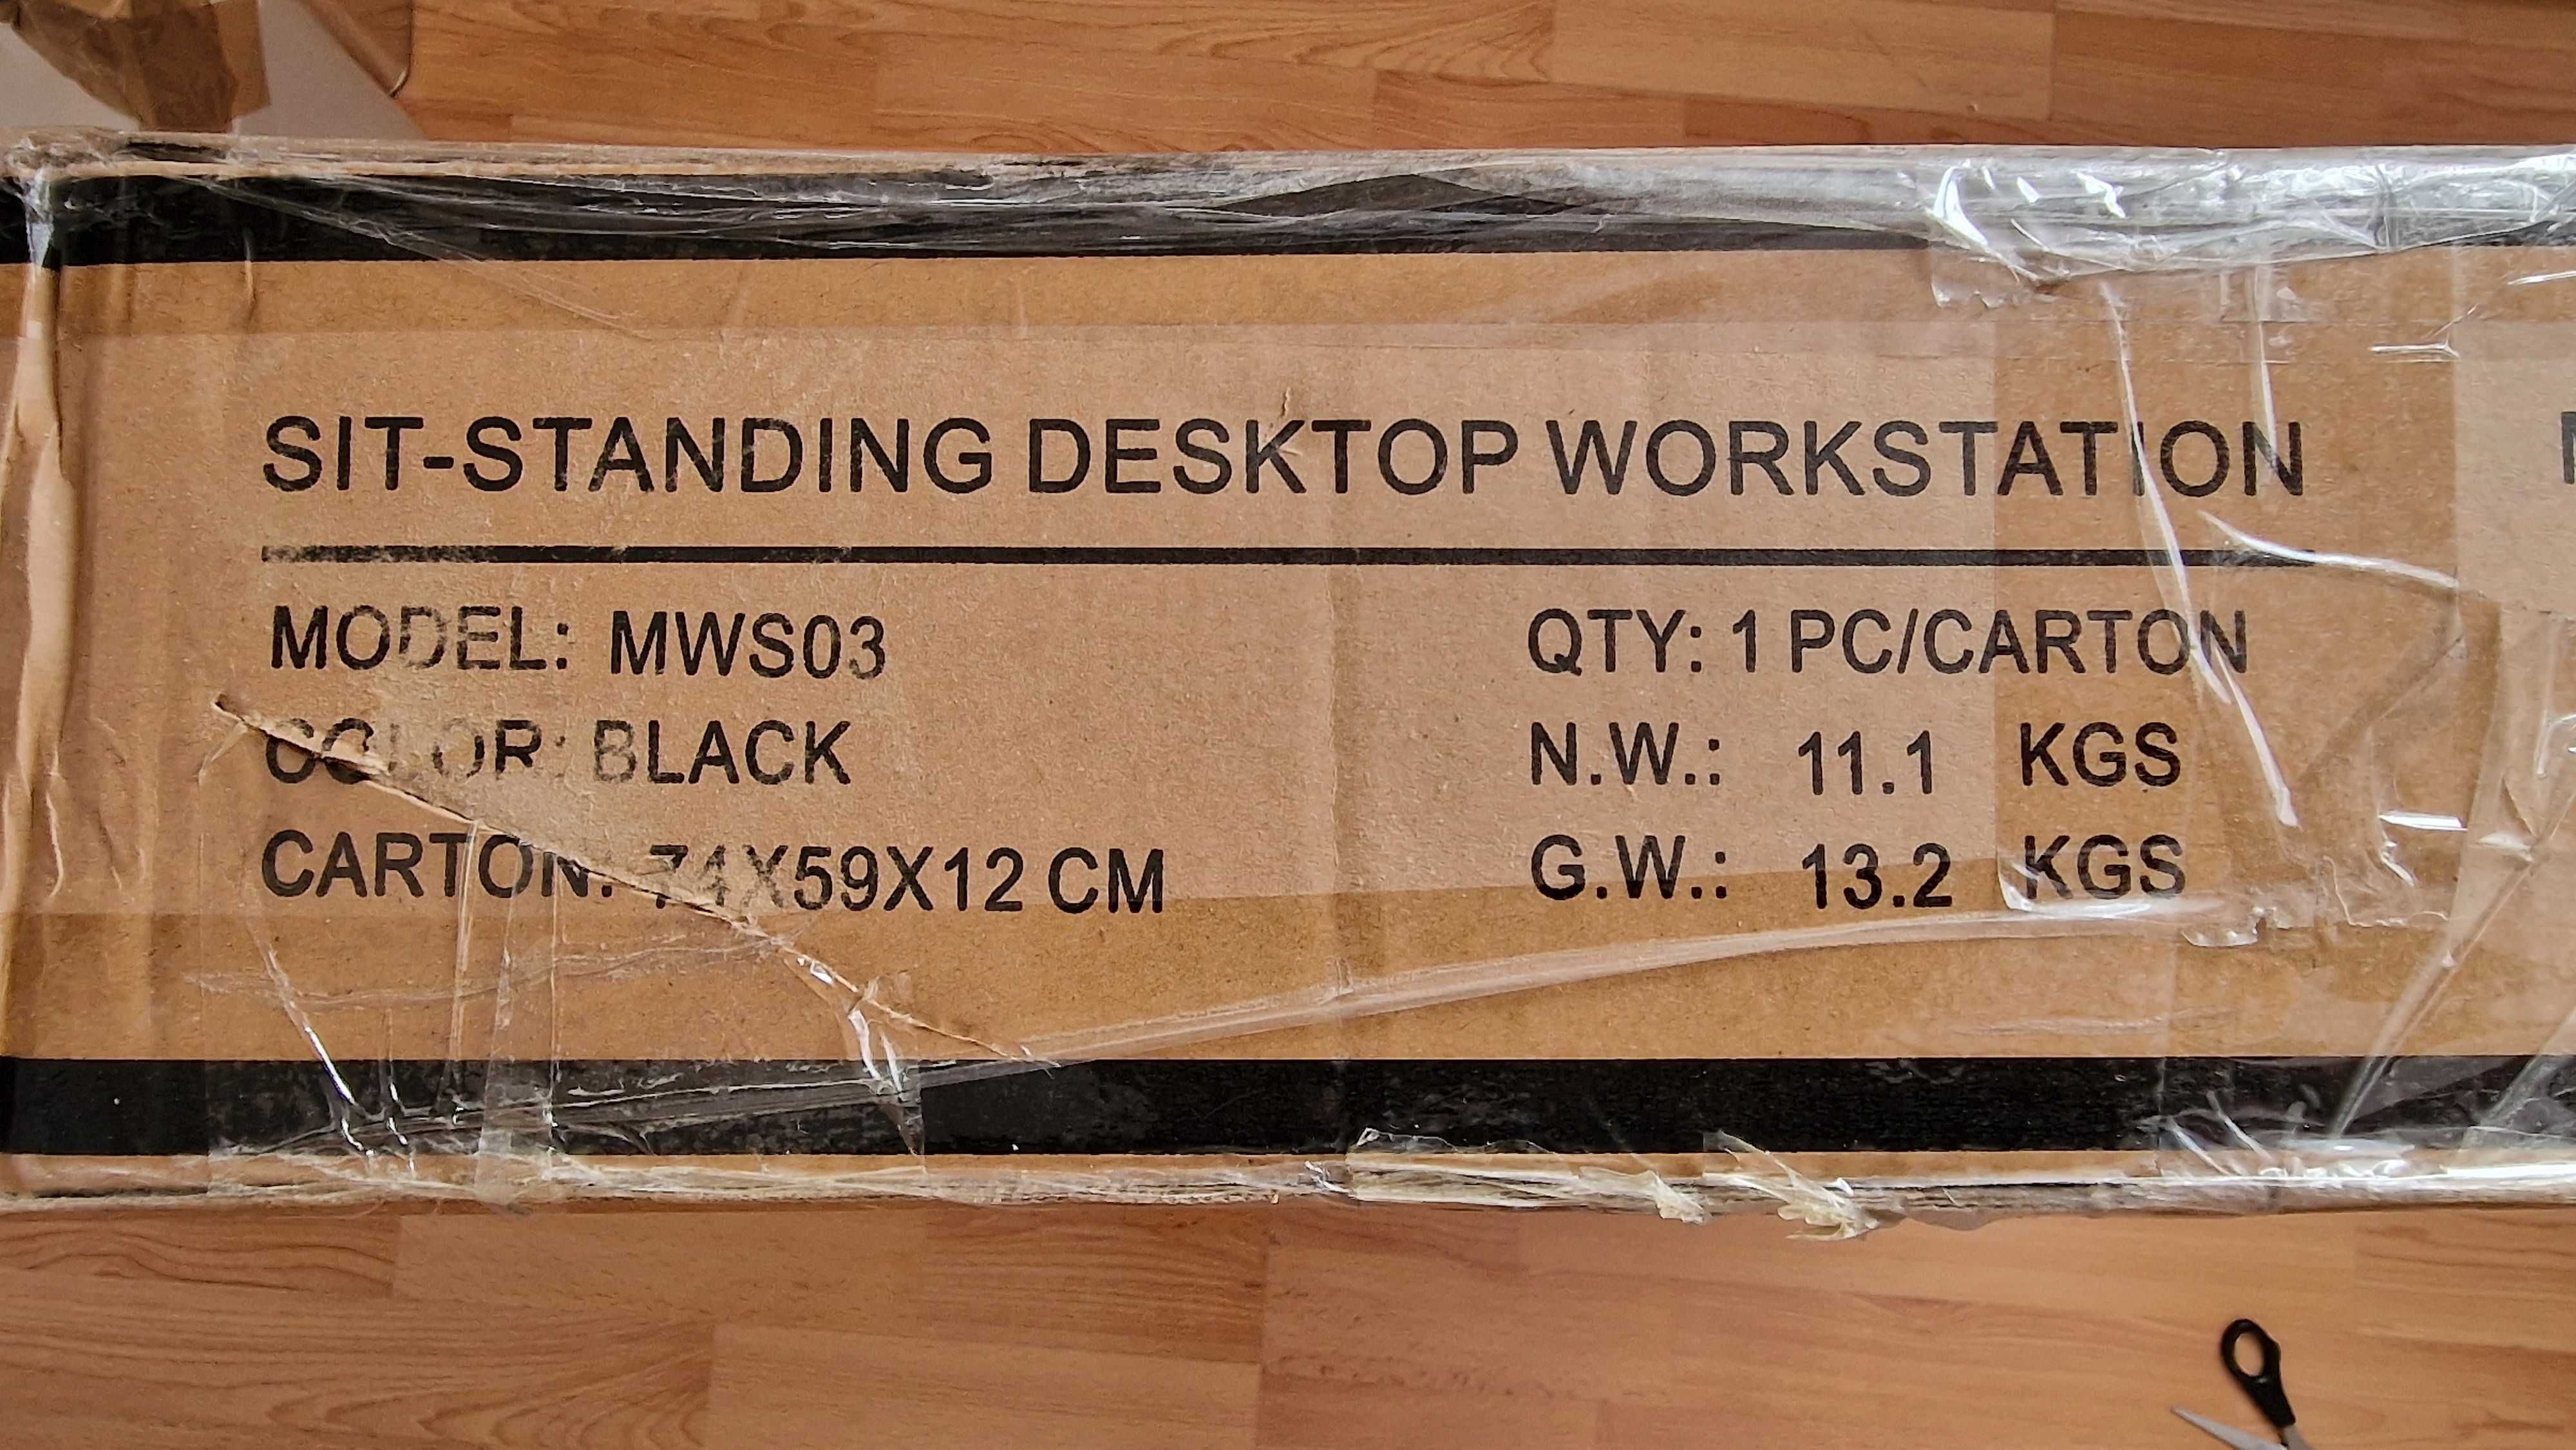 SIT-STANDING DESKTOP WORKSTATION
MODEL: MWS03
COLOR: BLACK
CARTON: 74X59X12 CM
QTY: 1 PC/CARTON
N.W.: 11.1 KGS
G.W.: 13.2 KGS